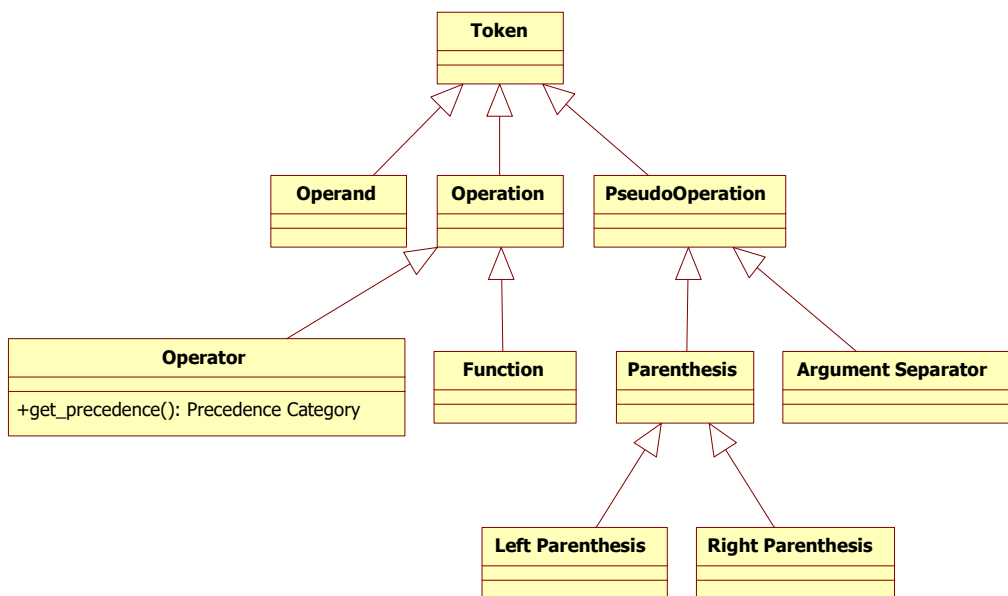 Token
Operand
Operation
PseudoOperation
Operator
+get_precedence(): Precedence Category
Function
Parenthesis
Argument Separator
Left Parenthesis
Right Parenthesis